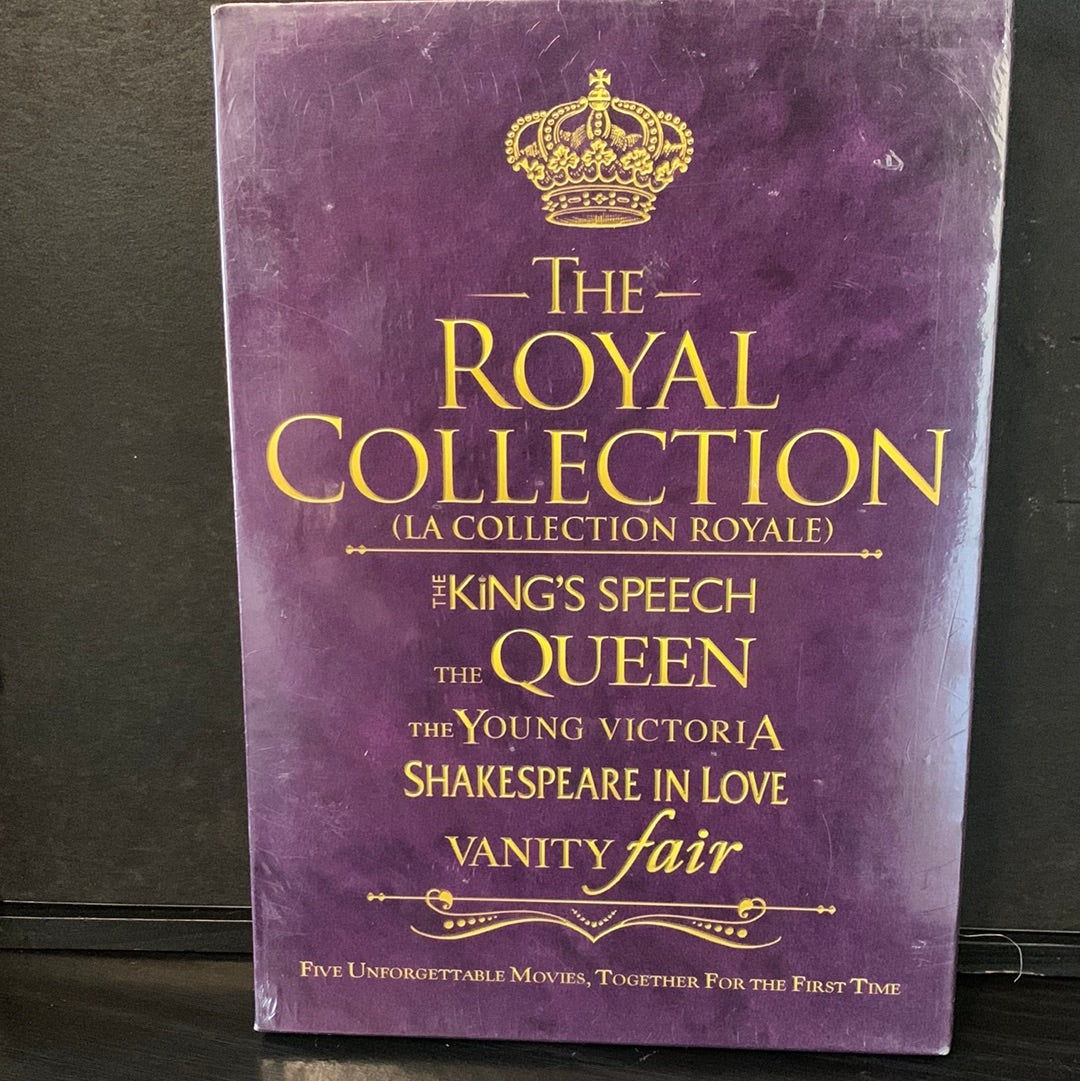 THE
ROYAL
COLLECTION
(LA COLLECTION ROYALE)
THE KiNG'S SPEECH
THE QUEEN
THE YOUNG VICTORIA
SHAKESPEARE IN LOVE
VANITY fair
FIVE UNFORGETTABLE MOVIES, TOGETHER FOR THE FIRST TIME